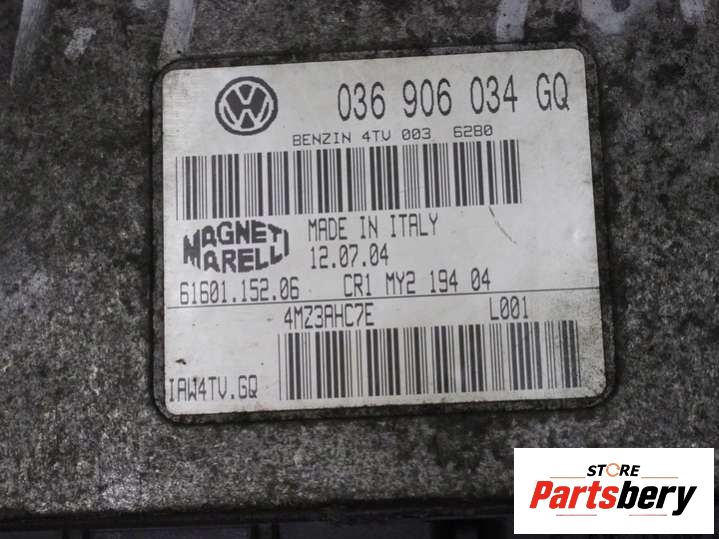 VW 036 906 034 GQ
BENZIN 4TV 003 6280
MAGNETI MARELLI
MADE IN ITALY
12.07.04
61601.152.06 CR1 MY2 194 04
4MZ3AHC7E L001
IAW4TV.GQ
STORE
Partsbery